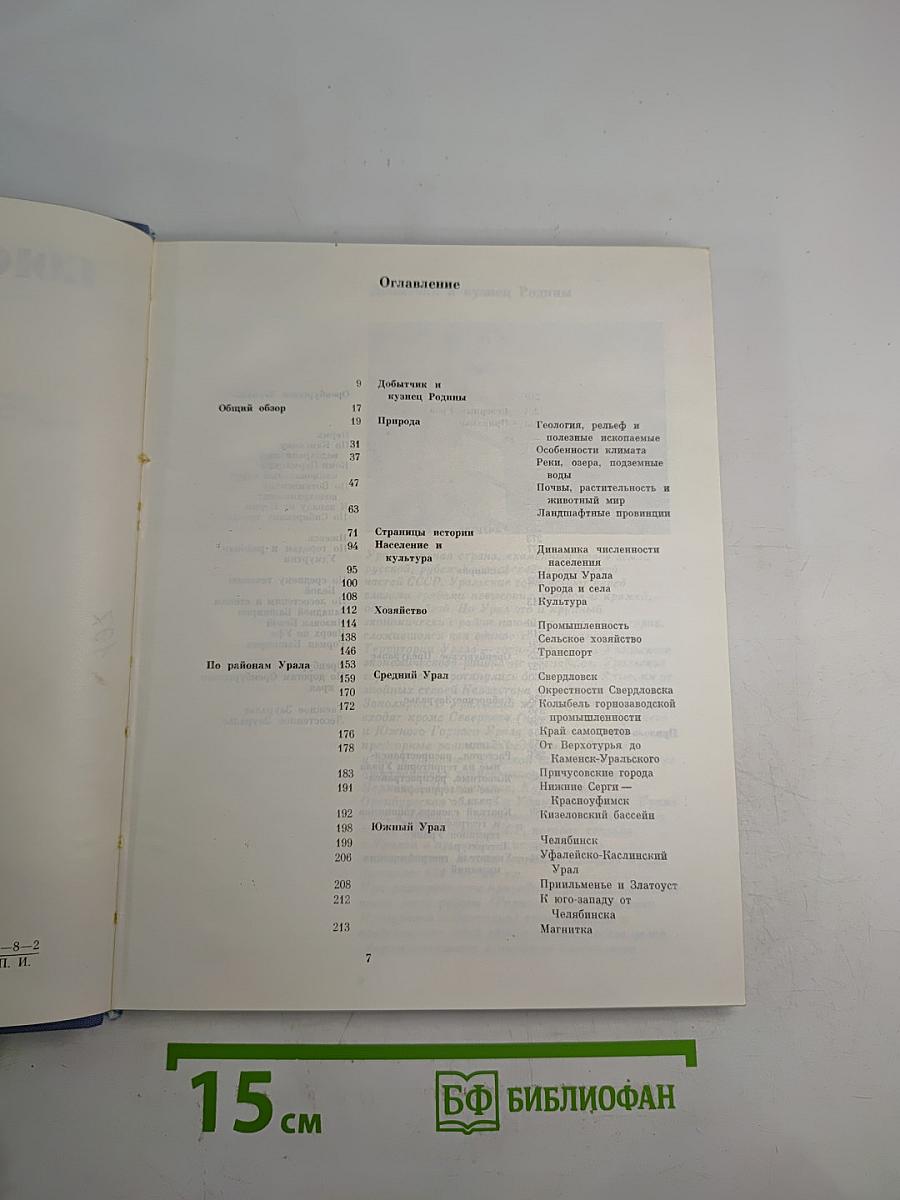 Оглавление
9 Добытчик и
кузнец Родины
Общий обзор 17
19 Природа Геология, рельеф и
полезные ископаемые
31 Особенности климата
37 Реки, озера, подземные
воды
47 Почвы, растительность и
животный мир
63 Ландшафтные провинции
71 Страницы истории
94 Население и
культура
Динамика численности
населения
95 Народы Урала
100 Города и села
108 Культура
112 Хозяйство
114 Промышленность
138 Сельское хозяйство
146 Транспорт
По районам Урала 153
Средний Урал
159 Свердловск
170 Окрестности Свердловска
172 Колыбель горнозаводской
промышленности
176 Край самоцветов
178 От Верхотурья до
Каменск-Уральского
183 Причусовские города
191 Нижние Серги —
Красноуфимск
192 Кизеловский бассейн
198 Южный Урал
199 Челябинск
206 Уфалейско-Каслинский
Урал
208 Приильменье и Златоуст
212 К юго-западу от
Челябинска
213 Магнитка
7
—8—2
П. И.
15 см
БФ БИБЛИОФАН